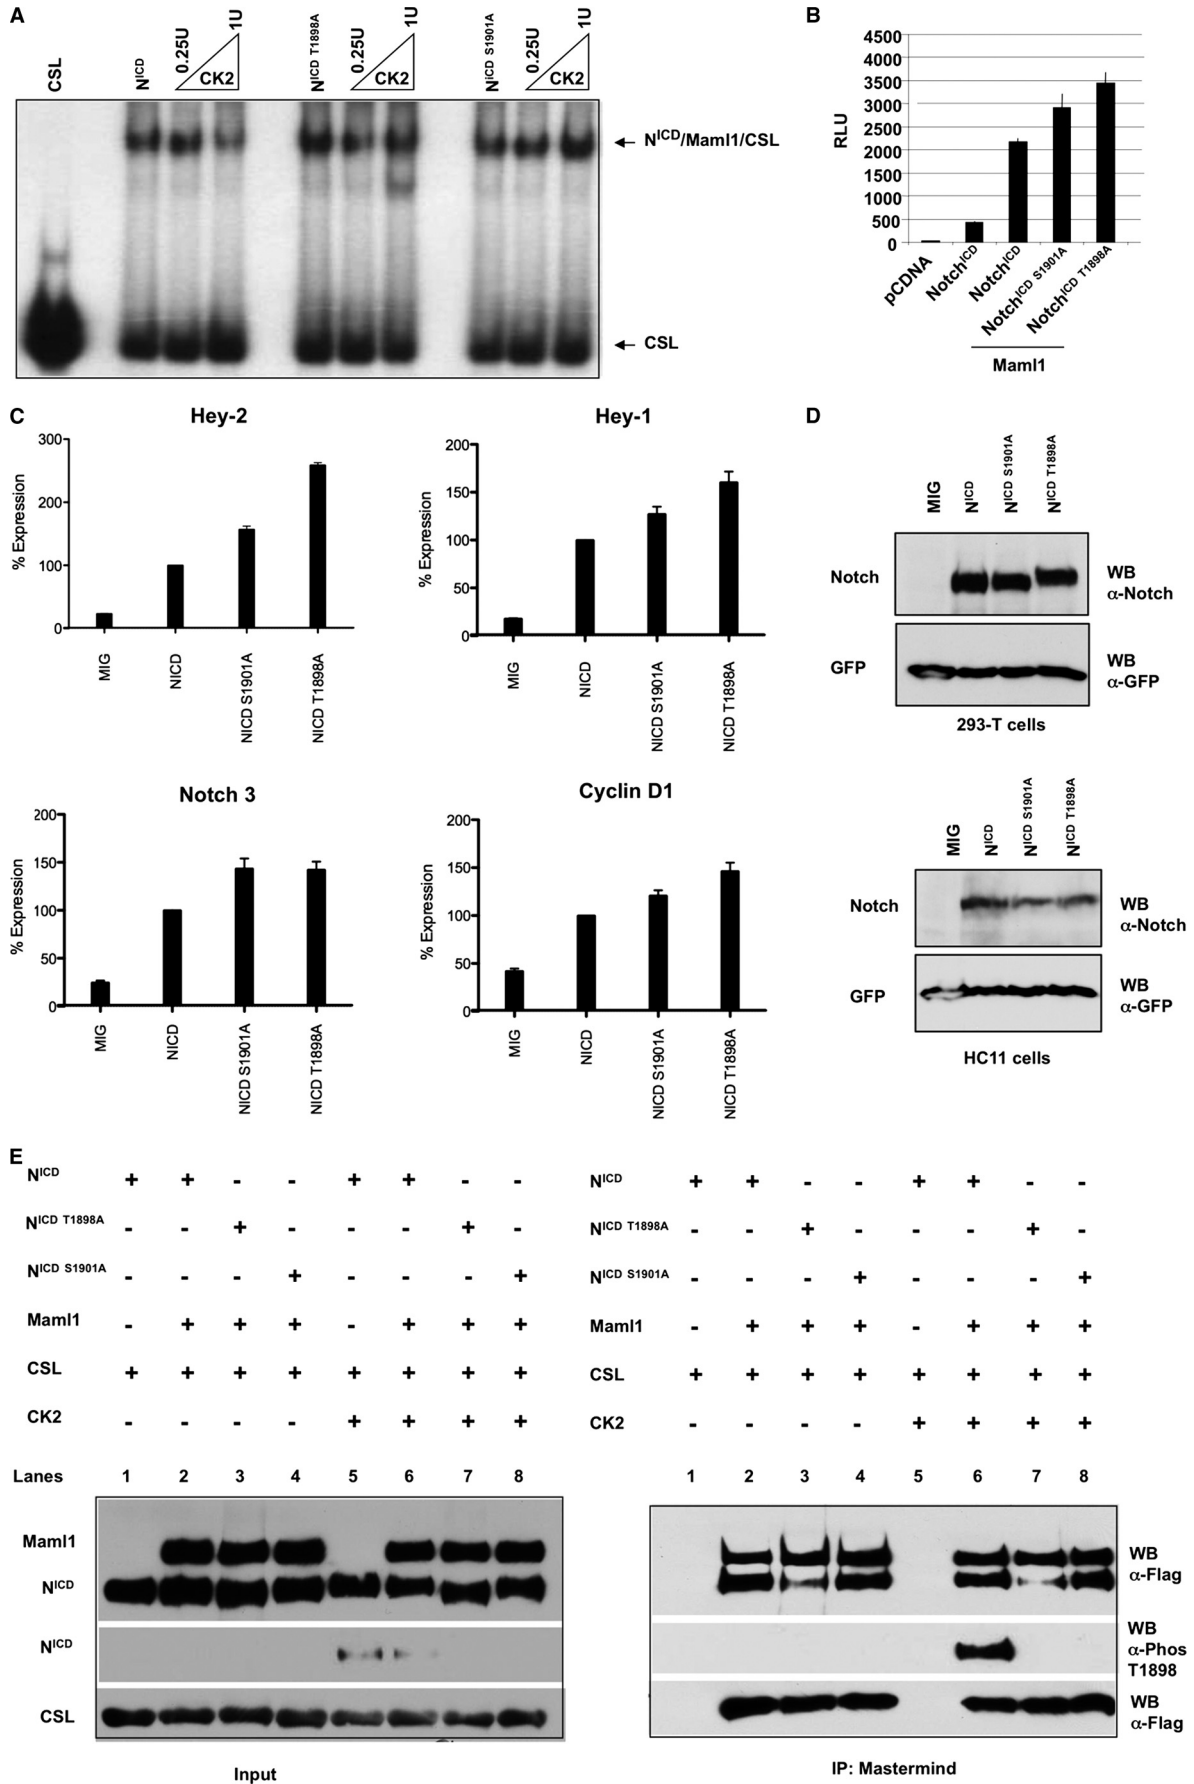 A
CSL
N^ICD
0.25U
1U
CK2
N^ICD T1898A
0.25U
1U
CK2
N^ICD S1901A
0.25U
1U
CK2
N^ICD/Maml1/CSL
CSL
B
RLU
4500
4000
3500
3000
2500
2000
1500
1000
500
0
pCDNA
Notch^ICD
Notch^ICD
Notch^ICD S1901A
Notch^ICD T1898A
Maml1
C
Hey-2
% Expression
300
200
100
0
MIG
NICD
NICD S1901A
NICD T1898A
Hey-1
% Expression
200
150
100
50
0
MIG
NICD
NICD S1901A
NICD T1898A
Notch 3
% Expression
200
150
100
50
0
MIG
NICD
NICD S1901A
NICD T1898A
Cyclin D1
% Expression
200
150
100
50
0
MIG
NICD
NICD S1901A
NICD T1898A
D
MIG
N^ICD
N^ICD S1901A
N^ICD T1898A
Notch
WB
α-Notch
GFP
WB
α-GFP
293-T cells
MIG
N^ICD
N^ICD S1901A
N^ICD T1898A
Notch
WB
α-Notch
GFP
WB
α-GFP
HC11 cells
E
N^ICD + + - - + + - -
N^ICD T1898A - - + - - - + -
N^ICD S1901A - - - + - - - +
Maml1 - + + + - + + +
CSL + + + + + + + +
CK2 - - - - + + + +
Lanes 1 2 3 4 5 6 7 8
Maml1
N^ICD
N^ICD
CSL
Input
N^ICD + + - - + + - -
N^ICD T1898A - - + - - - + -
N^ICD S1901A - - - + - - - +
Maml1 - + + + - + + +
CSL + + + + + + + +
CK2 - - - - + + + +
1 2 3 4 5 6 7 8
WB
α-Flag
WB
α-Phos
T1898
WB
α-Flag
IP: Mastermind